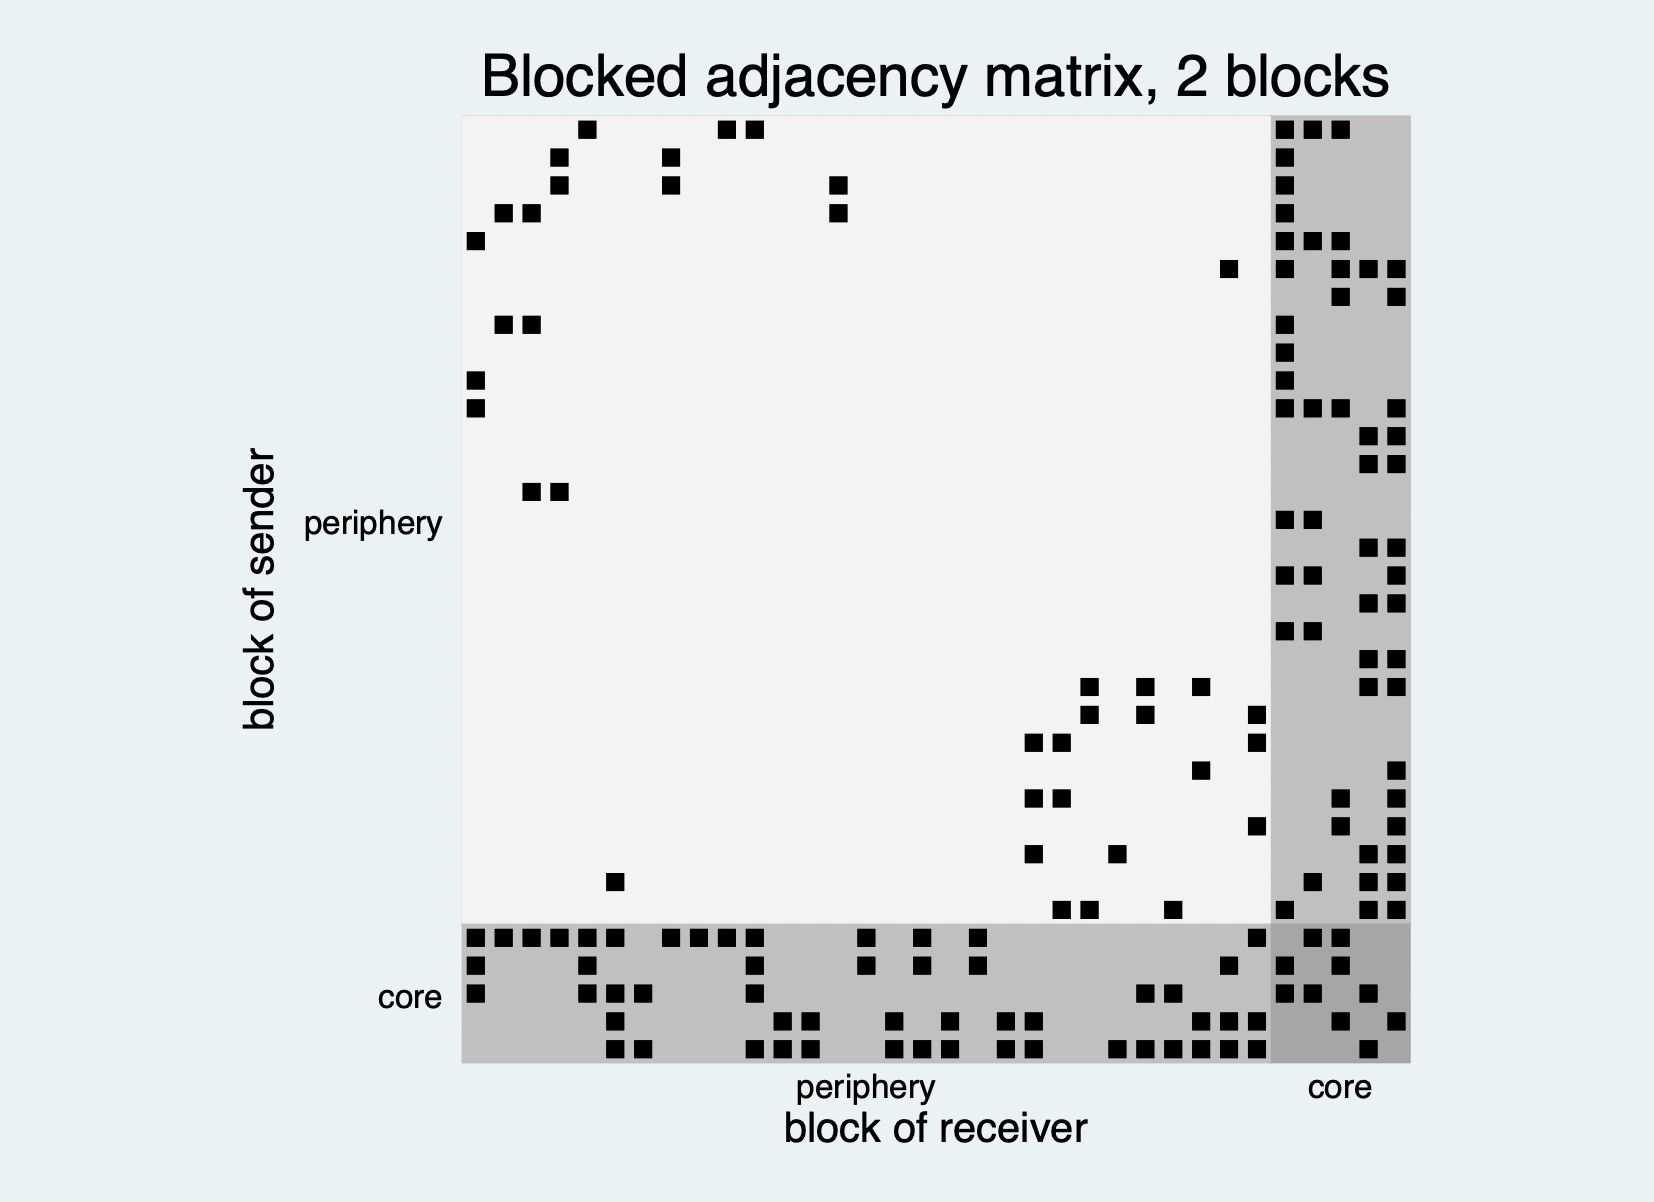 Blocked adjacency matrix, 2 blocks
block of sender
periphery
core
periphery
core
block of receiver